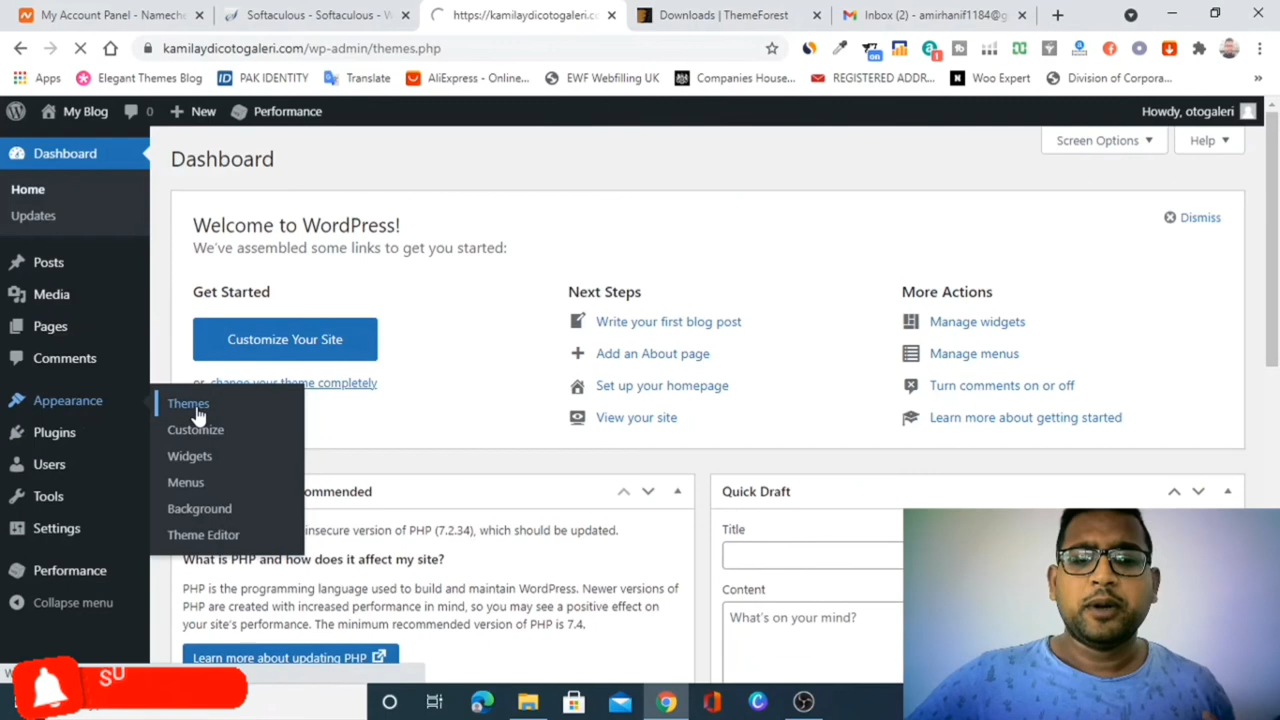 My Account Panel - Namech
Softaculous - Softaculous - W
https://kamilaydicotogaleri.com/
Downloads | ThemeForest
Inbox (2) - amirhanif1184@g
kamilaydicotogaleri.com/wp-admin/themes.php
on
1
Apps
Elegant Themes Blog
ID
PAK IDENTITY
Translate
AliExpress - Online...
EWF Webfilling UK
Companies House...
REGISTERED ADDR...
Woo Expert
Division of Corpora...
»
My Blog
0
New
Performance
Howdy, otogaleri
Dashboard
Home
Updates
Posts
Media
Pages
Comments
Appearance
Plugins
Users
Tools
Settings
Performance
Collapse menu
Themes
Customize
Widgets
Menus
Background
Theme Editor
Dashboard
Screen Options
Help
Welcome to WordPress!
We've assembled some links to get you started:
Dismiss
Get Started
Customize Your Site
or, change your theme completely
Next Steps
Write your first blog post
Add an About page
Set up your homepage
View your site
More Actions
Manage widgets
Manage menus
Turn comments on or off
Learn more about getting started
ommended
insecure version of PHP (7.2.34), which should be updated.
What is PHP and how does it affect my site?
PHP is the programming language used to build and maintain WordPress. Newer versions of
PHP are created with increased performance in mind, so you may see a positive effect on
your site's performance. The minimum recommended version of PHP is 7.4.
Learn more about updating PHP
Quick Draft
Title
Content
What's on your mind?
SU